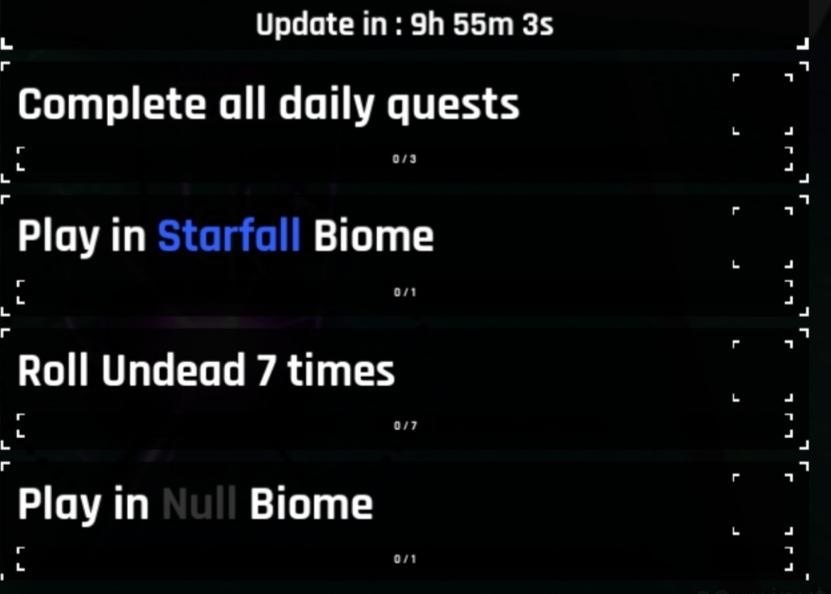 Update in : 9h 55m 3s
Complete all daily quests
0/3
Play in Starfall Biome
0/1
Roll Undead 7 times
0/7
Play in Null Biome
0/1